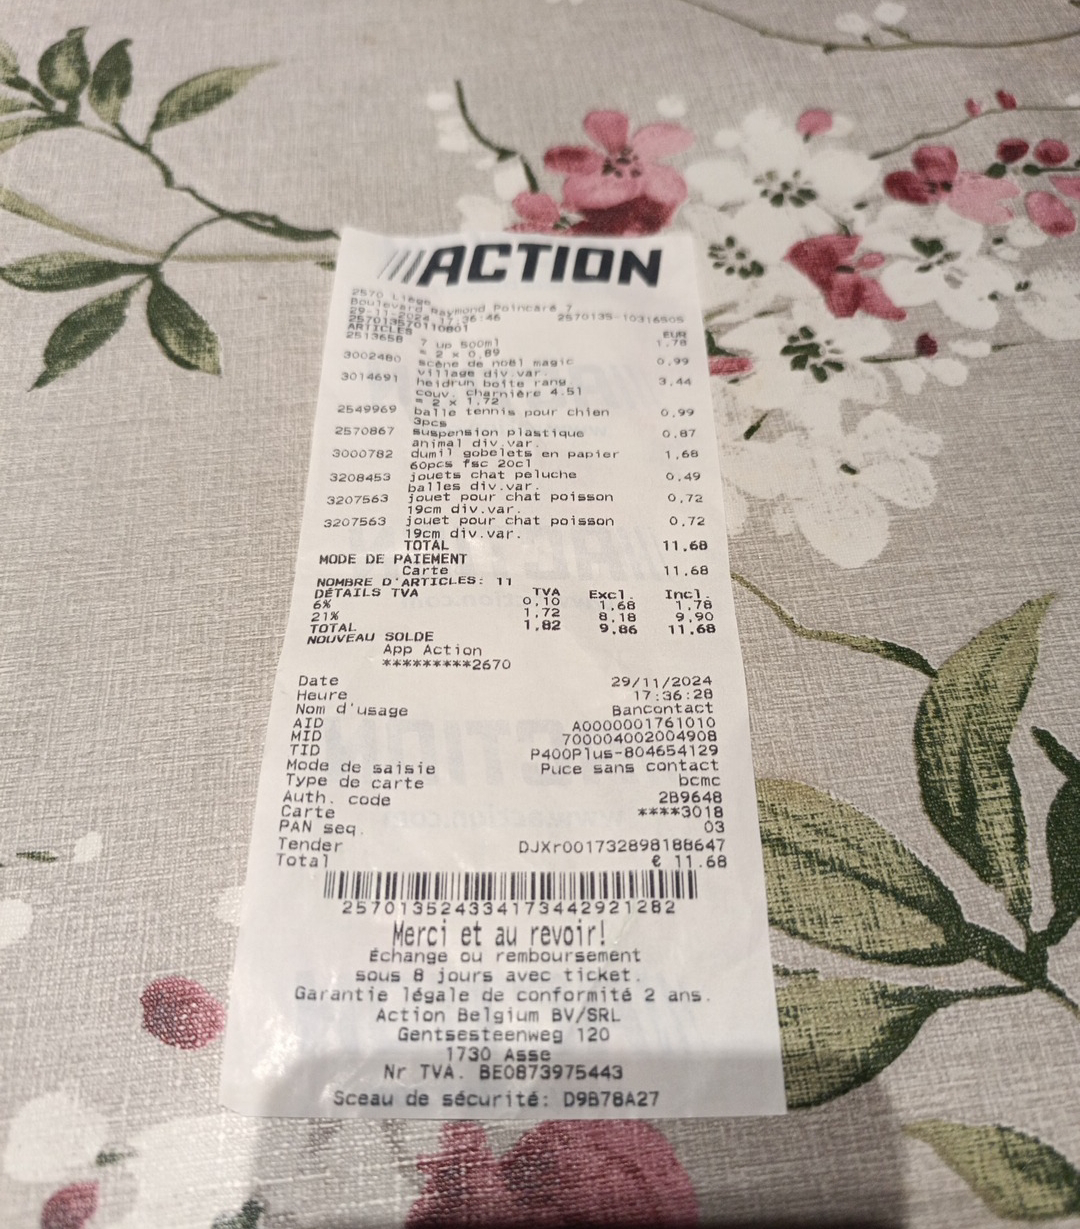 ///ACTION
2570 Liège
Boulevard Raymond Poincaré 7
29-11-2024 17:36:46 2570135-10316505
257013570110801
ARTICLES EUR
2513658 7 up 500ml 1,78
= 2 x 0,89
3002480 scène de noël magic 0,99
village div.var.
3014691 heidrun boîte rang. 3,44
couv. charnière 4.51
= 2 x 1,72
2549969 balle tennis pour chien 0,99
3pcs
2570867 suspension plastique 0,87
animal div.var.
3000782 dumil gobelets en papier 1,68
60pcs fsc 20cl
3208453 jouets chat peluche 0,49
balles div.var.
3207563 jouet pour chat poisson 0,72
19cm div.var.
3207563 jouet pour chat poisson 0,72
19cm div.var.
TOTAL 11,68
MODE DE PAIEMENT
Carte 11,68
NOMBRE D'ARTICLES: 11
DÉTAILS TVA TVA Excl. Incl.
6% 0,10 1,68 1,78
21% 1,72 8,18 9,90
TOTAL 1,82 9,86 11,68
NOUVEAU SOLDE
App Action
*********2670
Date 29/11/2024
Heure 17:36:28
Nom d'usage Bancontact
AID A0000001761010
MID 700004002004908
TID P400Plus-804654129
Mode de saisie Puce sans contact
Type de carte bcmc
Auth. code 2B9648
Carte ****3018
PAN seq. 03
Tender DJXr001732898188647
Total € 11.68
257013524334173442921282
Merci et au revoir!
Échange ou remboursement
sous 8 jours avec ticket.
Garantie légale de conformité 2 ans.
Action Belgium BV/SRL
Gentsesteenweg 120
1730 Asse
Nr TVA. BE0873975443
Sceau de sécurité: D9B78A27